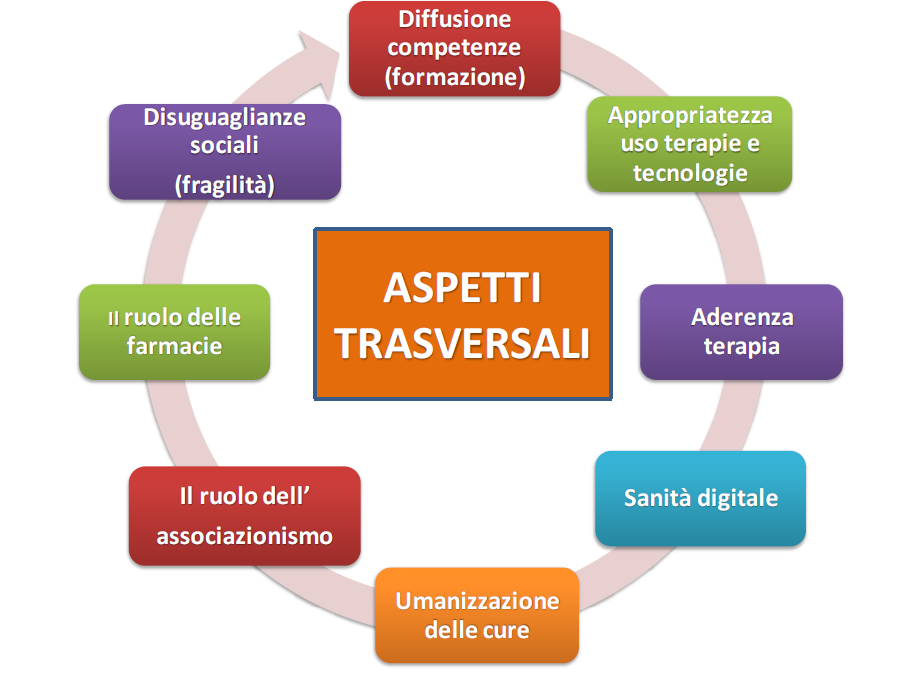 Diffusione
competenze
(formazione)
Appropriatezza
uso terapie e
tecnologie
Aderenza
terapia
Sanità digitale
Umanizzazione
delle cure
Il ruolo dell’
associazionismo
Il ruolo delle
farmacie
Disuguaglianze
sociali
(fragilità)
ASPETTI
TRASVERSALI